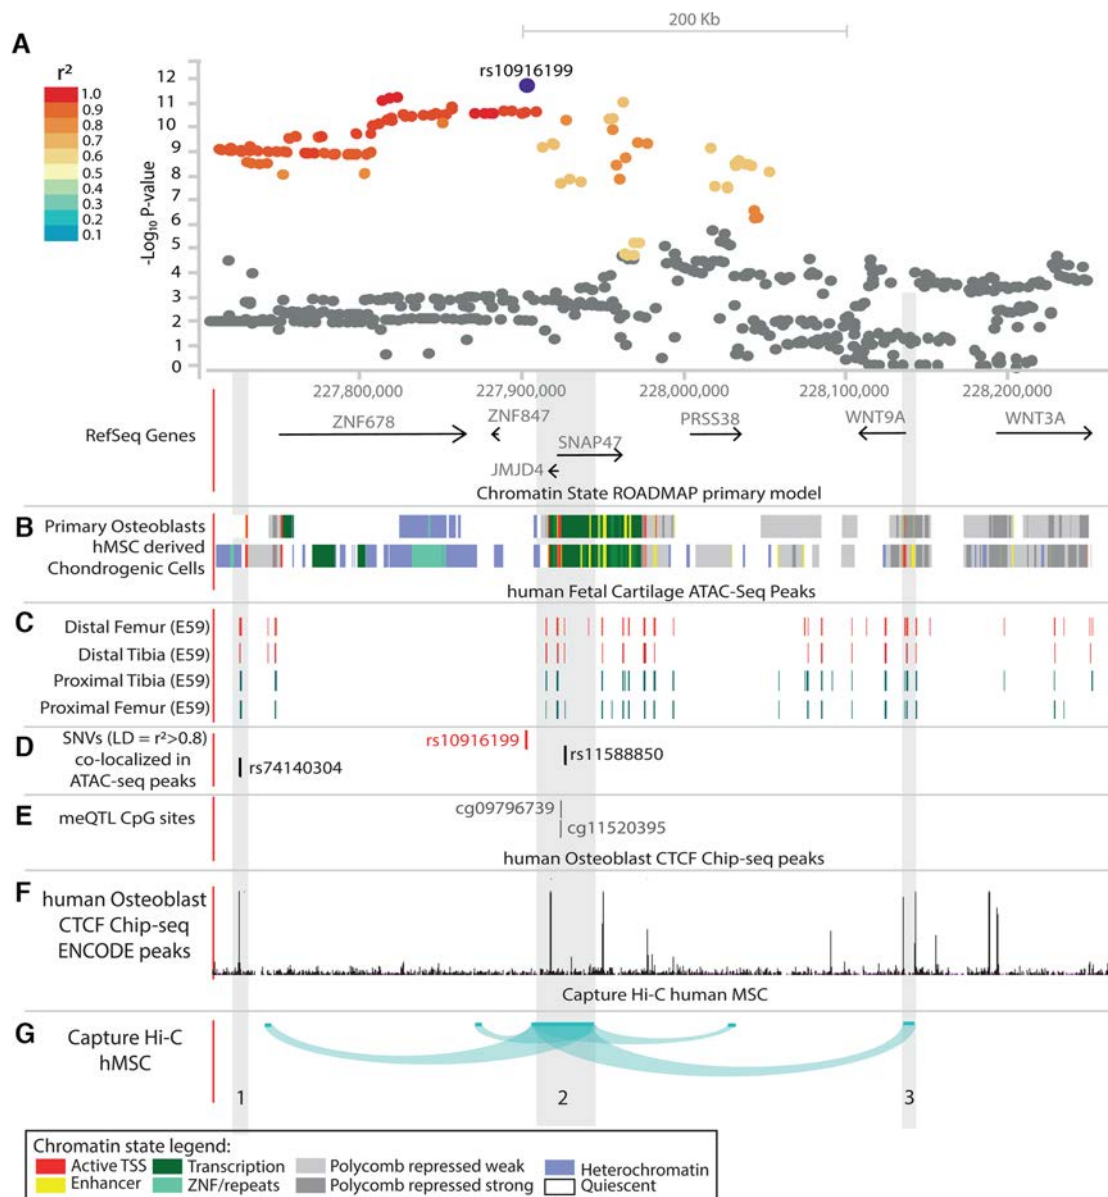 200 Kb
A
r²
1.0
0.9
0.8
0.7
0.6
0.5
0.4
0.3
0.2
0.1
-Log₁₀ P-value
12
11
10
9
8
7
6
5
4
3
2
1
0
rs10916199
227,800,000 227,900,000 228,000,000 228,100,000 228,200,000
RefSeq Genes
ZNF678
ZNF847
JMJD4
SNAP47
PRSS38
WNT9A
WNT3A
Chromatin State ROADMAP primary model
B
Primary Osteoblasts
hMSC derived
Chondrogenic Cells
human Fetal Cartilage ATAC-Seq Peaks
C
Distal Femur (E59)
Distal Tibia (E59)
Proximal Tibia (E59)
Proximal Femur (E59)
D
SNVs (LD = r²>0.8)
co-localized in
ATAC-seq peaks
rs10916199
rs11588850
rs74140304
E
meQTL CpG sites
cg09796739
cg11520395
human Osteoblast CTCF Chip-seq peaks
F
human Osteoblast
CTCF Chip-seq
ENCODE peaks
Capture Hi-C human MSC
G
Capture Hi-C
hMSC
1 2 3
Chromatin state legend:
Active TSS Transcription Polycomb repressed weak Heterochromatin
Enhancer ZNF/repeats Polycomb repressed strong Quiescent